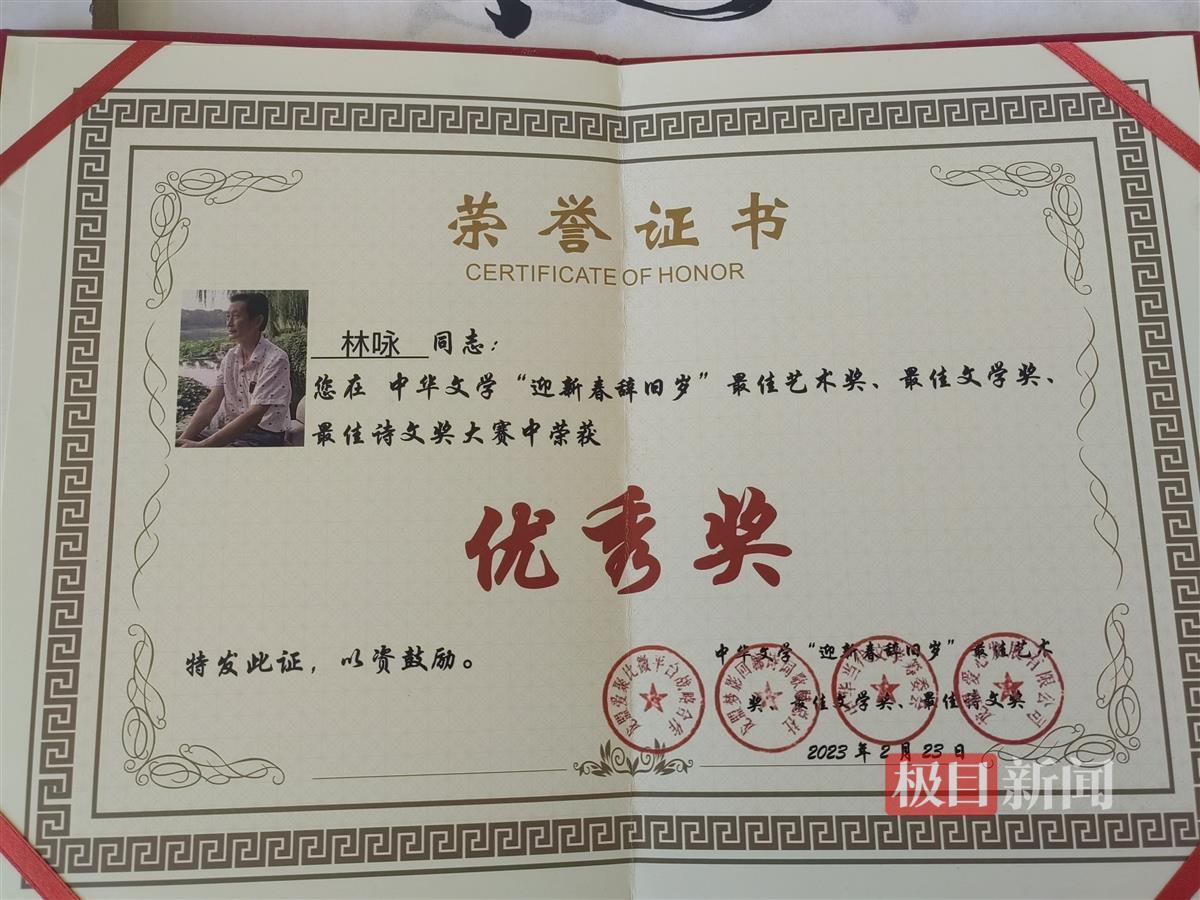 荣誉证书
CERTIFICATE OF HONOR
林咏 同志：
您在 中华文学“迎新春辞旧岁”最佳艺术奖、最佳文学奖、
最佳诗文奖大赛中荣获
优秀奖
特发此证，以资鼓励。
中华文学“迎新春辞旧岁”最佳艺术
奖、最佳文学奖、最佳诗文奖
2023 年 2 月 23 日
极目新闻